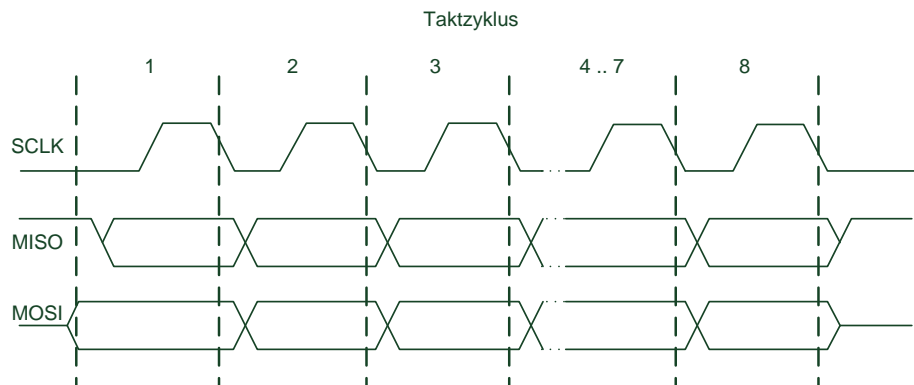 Taktzyklus
1 2 3 4 .. 7 8
SCLK
MISO
MOSI